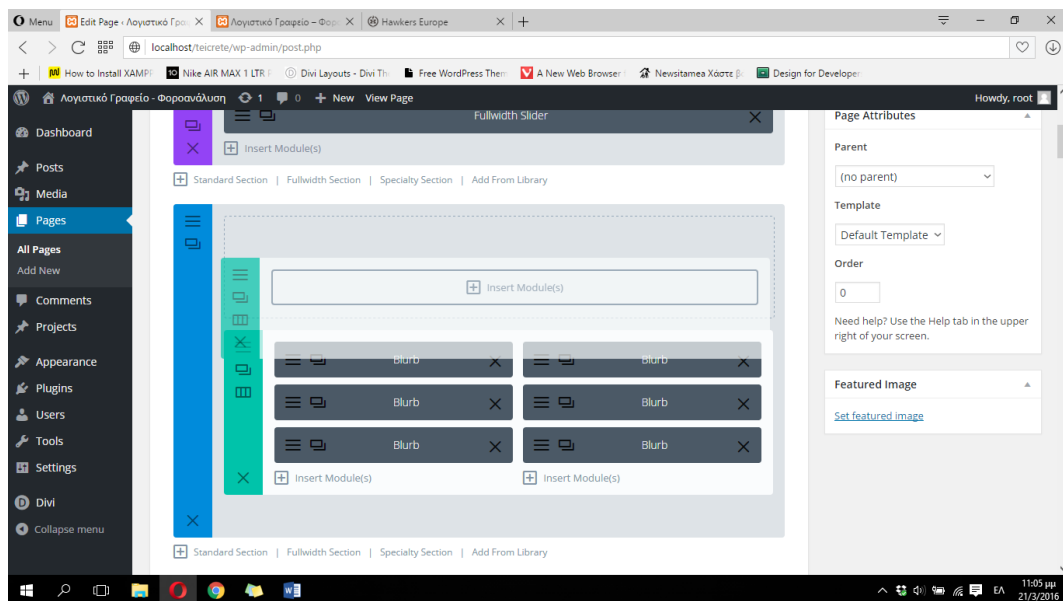 Menu
Edit Page ‹ Λογιστικό Γρα
Λογιστικό Γραφείο – Φορο
Hawkers Europe
localhost/teicrete/wp-admin/post.php
How to Install XAMPP
Nike AIR MAX 1 LTR
Divi Layouts - Divi Th
Free WordPress Them
A New Web Browser
Newsitamea Χάστε β
Design for Developer
Λογιστικό Γραφείο - Φοροανάλυση
1
0
New
View Page
Howdy, root
Dashboard
Posts
Media
Pages
All Pages
Add New
Comments
Projects
Appearance
Plugins
Users
Tools
Settings
Divi
Collapse menu
Fullwidth Slider
Insert Module(s)
Standard Section | Fullwidth Section | Specialty Section | Add From Library
Insert Module(s)
Blurb Blurb
Blurb Blurb
Blurb Blurb
Insert Module(s) Insert Module(s)
Standard Section | Fullwidth Section | Specialty Section | Add From Library
Page Attributes
Parent
(no parent)
Template
Default Template
Order
0
Need help? Use the Help tab in the upper
right of your screen.
Featured Image
Set featured image
ΕΛ
11:05 μμ
21/3/2016